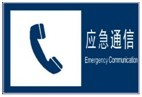 应急通信
Emergency Communication